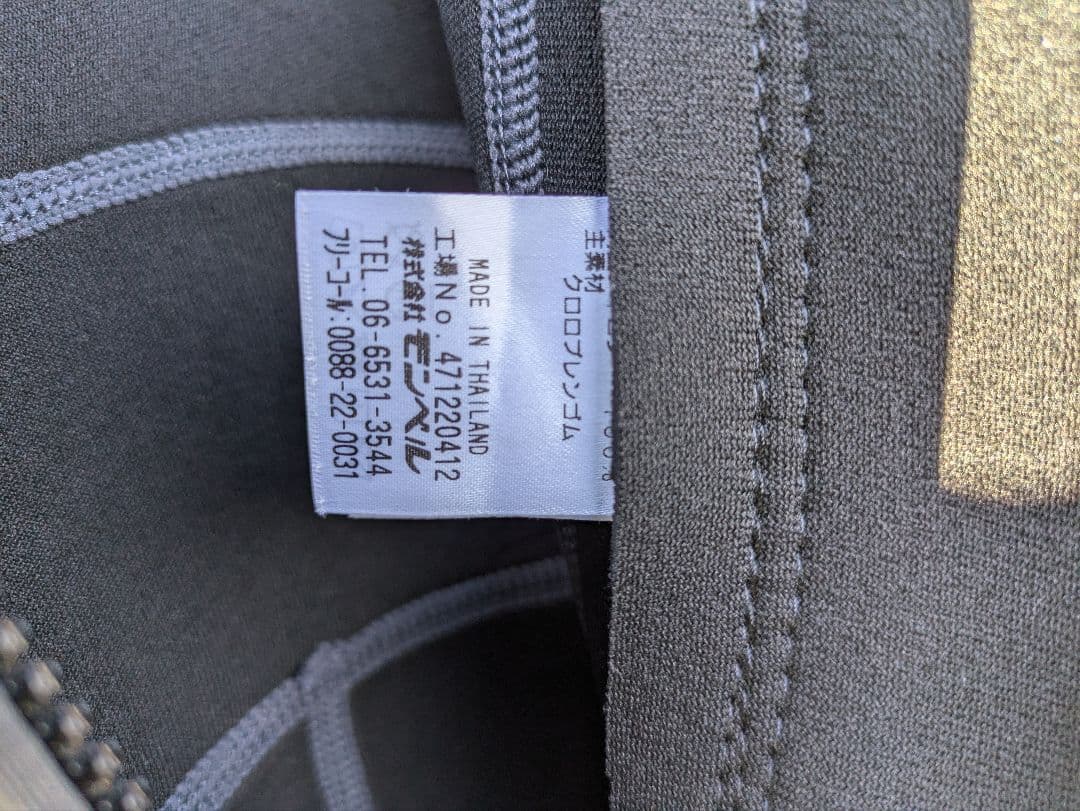 主素材
クロロプレンゴム
MADE IN THAILAND
工場No.471220412
株式会社モンベル
TEL.06-6531-3544
フリーコール:0088-22-0031